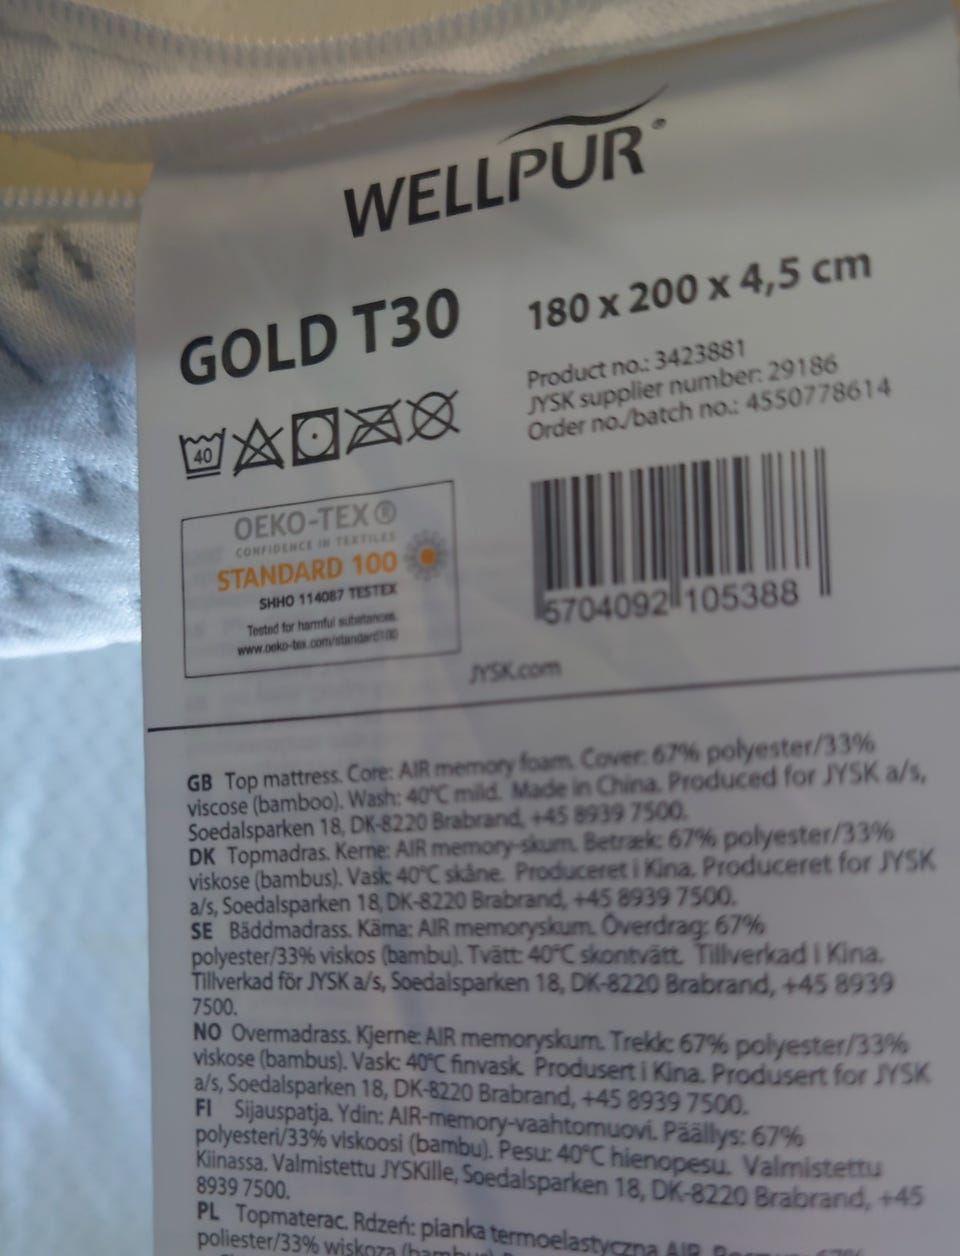 WELLPUR®
GOLD T30
180 x 200 x 4,5 cm
Product no.: 3423881
JYSK supplier number: 29186
Order no./batch no.: 4550778614
40
OEKO-TEX®
CONFIDENCE IN TEXTILES
STANDARD 100
SHHO 114087 TESTEX
Tested for harmful substances.
www.oeko-tex.com/standard100
5704092 105388
JYSK.com
GB Top mattress. Core: AIR memory foam. Cover: 67% polyester/33%
viscose (bamboo). Wash: 40°C mild. Made in China. Produced for JYSK a/s,
Soedalsparken 18, DK-8220 Brabrand, +45 8939 7500.
DK Topmadras. Kerne: AIR memory-skum. Betræk: 67% polyester/33%
viskose (bambus). Vask: 40°C skåne. Produceret i Kina. Produceret for JYSK
a/s, Soedalsparken 18, DK-8220 Brabrand, +45 8939 7500.
SE Bäddmadrass. Kärna: AIR memoryskum. Överdrag: 67%
polyester/33% viskos (bambu). Tvätt: 40°C skontvätt. Tillverkad i Kina.
Tillverkad för JYSK a/s, Soedalsparken 18, DK-8220 Brabrand, +45 8939
7500.
NO Overmadrass. Kjerne: AIR memoryskum. Trekk: 67% polyester/33%
viskose (bambus). Vask: 40°C finvask. Produsert i Kina. Produsert for JYSK
a/s, Soedalsparken 18, DK-8220 Brabrand, +45 8939 7500.
FI Sijauspatja. Ydin: AIR-memory-vaahtomuovi. Päällys: 67%
polyesteri/33% viskoosi (bambu). Pesu: 40°C hienopesu. Valmistettu
Kiinassa. Valmistettu JYSKille, Soedalsparken 18, DK-8220 Brabrand, +45
8939 7500.
PL Topmaterac. Rdzeń: pianka termoelastyczna AIR.
poliester/33% wiskoza